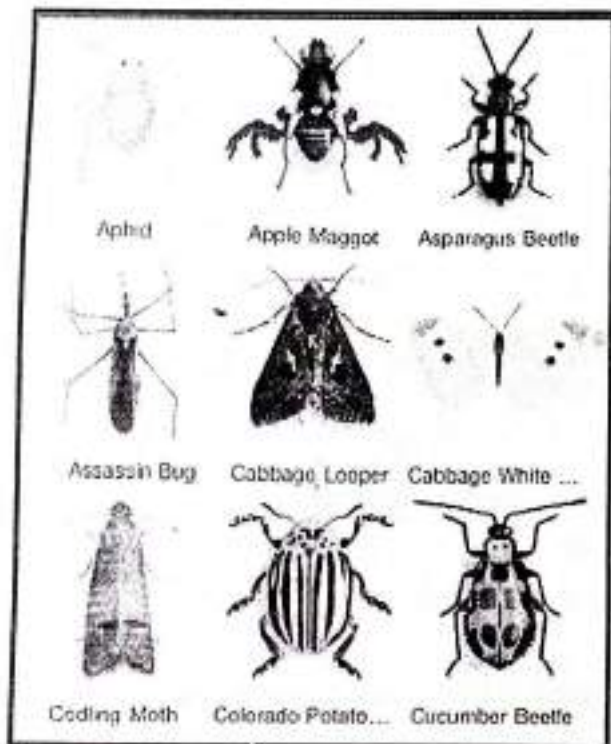 Aphid
Apple Maggot
Asparagus Beetle
Assassin Bug
Cabbage Looper
Cabbage White ...
Codling Moth
Colorado Potato...
Cucumber Beetle